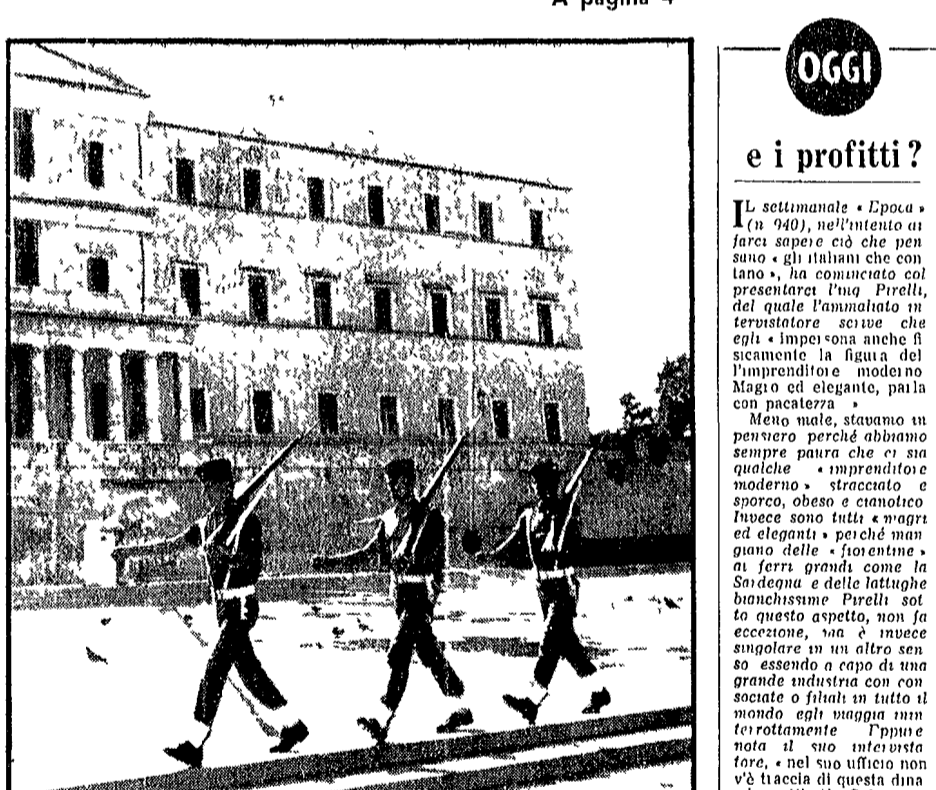 A pagina 4
OGGI
e i profitti?
IL settimanale « Epoca »
(n 940), nell'intento di
farci sapere ciò che pen
sano « gli italiani che con
tano », ha cominciato col
presentarci l'ing Pirelli,
del quale l'ammaliato in
tervistatore scrive che
egli « impersona anche fi
sicamente la figura del
l'imprenditore moderno
Magro ed elegante, parla
con pacatezza »
Meno male, stavamo in
pensiero perché abbiamo
sempre paura che ci sia
qualche « imprenditore
moderno » stracciato e
sporco, obeso e cianotico
Invece sono tutti « magri
ed eleganti » perché man
giano delle « fiorentine »
ai ferri grandi come la
Sardegna e delle lattughe
bianchissime Pirelli sot
to questo aspetto, non fa
eccezione, ma è invece
singolare in un altro sen
so essendo a capo di una
grande industria con con
sociate o filiali in tutto il
mondo egli viaggia inin
terrottamente Eppure
nota il suo intervista
tore, « nel suo ufficio non
v'è traccia di questa dina